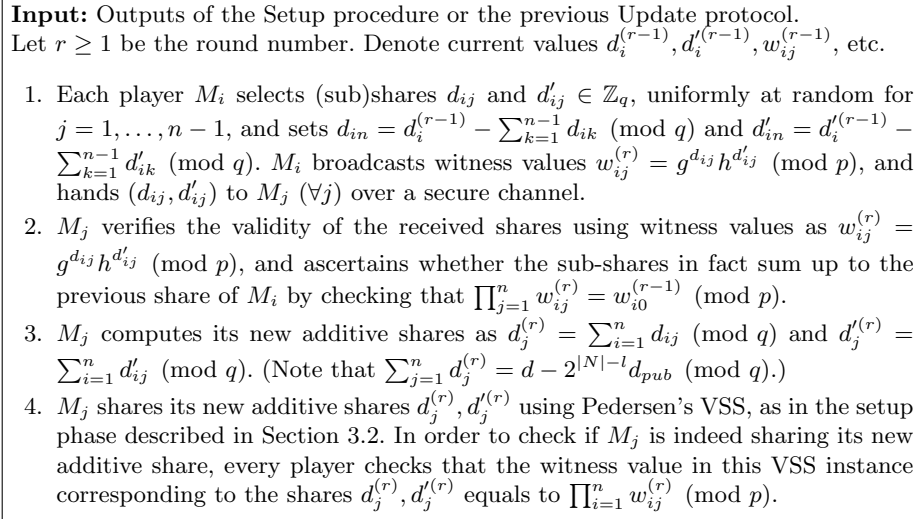 Input: Outputs of the Setup procedure or the previous Update protocol.
Let r ≥ 1 be the round number. Denote current values d_i^{(r−1)}, d_i'^{(r−1)}, w_{ij}^{(r−1)}, etc.
1. Each player M_i selects (sub)shares d_{ij} and d'_{ij} ∈ ℤ_q, uniformly at random for
j = 1, . . . , n − 1, and sets d_{in} = d_i^{(r−1)} − ∑_{k=1}^{n−1} d_{ik} (mod q) and d'_{in} = d_i'^{(r−1)} −
∑_{k=1}^{n−1} d'_{ik} (mod q). M_i broadcasts witness values w_{ij}^{(r)} = g^{d_{ij}} h^{d'_{ij}} (mod p), and
hands (d_{ij}, d'_{ij}) to M_j (∀j) over a secure channel.
2. M_j verifies the validity of the received shares using witness values as w_{ij}^{(r)} =
g^{d_{ij}} h^{d'_{ij}} (mod p), and ascertains whether the sub-shares in fact sum up to the
previous share of M_i by checking that ∏_{j=1}^{n} w_{ij}^{(r)} = w_{i0}^{(r−1)} (mod p).
3. M_j computes its new additive shares as d_j^{(r)} = ∑_{i=1}^{n} d_{ij} (mod q) and d_j'^{(r)} =
∑_{i=1}^{n} d'_{ij} (mod q). (Note that ∑_{j=1}^{n} d_j^{(r)} = d − 2^{|N|−l} d_{pub} (mod q).)
4. M_j shares its new additive shares d_j^{(r)}, d_j'^{(r)} using Pedersen's VSS, as in the setup
phase described in Section 3.2. In order to check if M_j is indeed sharing its new
additive share, every player checks that the witness value in this VSS instance
corresponding to the shares d_j^{(r)}, d_j'^{(r)} equals to ∏_{i=1}^{n} w_{ij}^{(r)} (mod p).